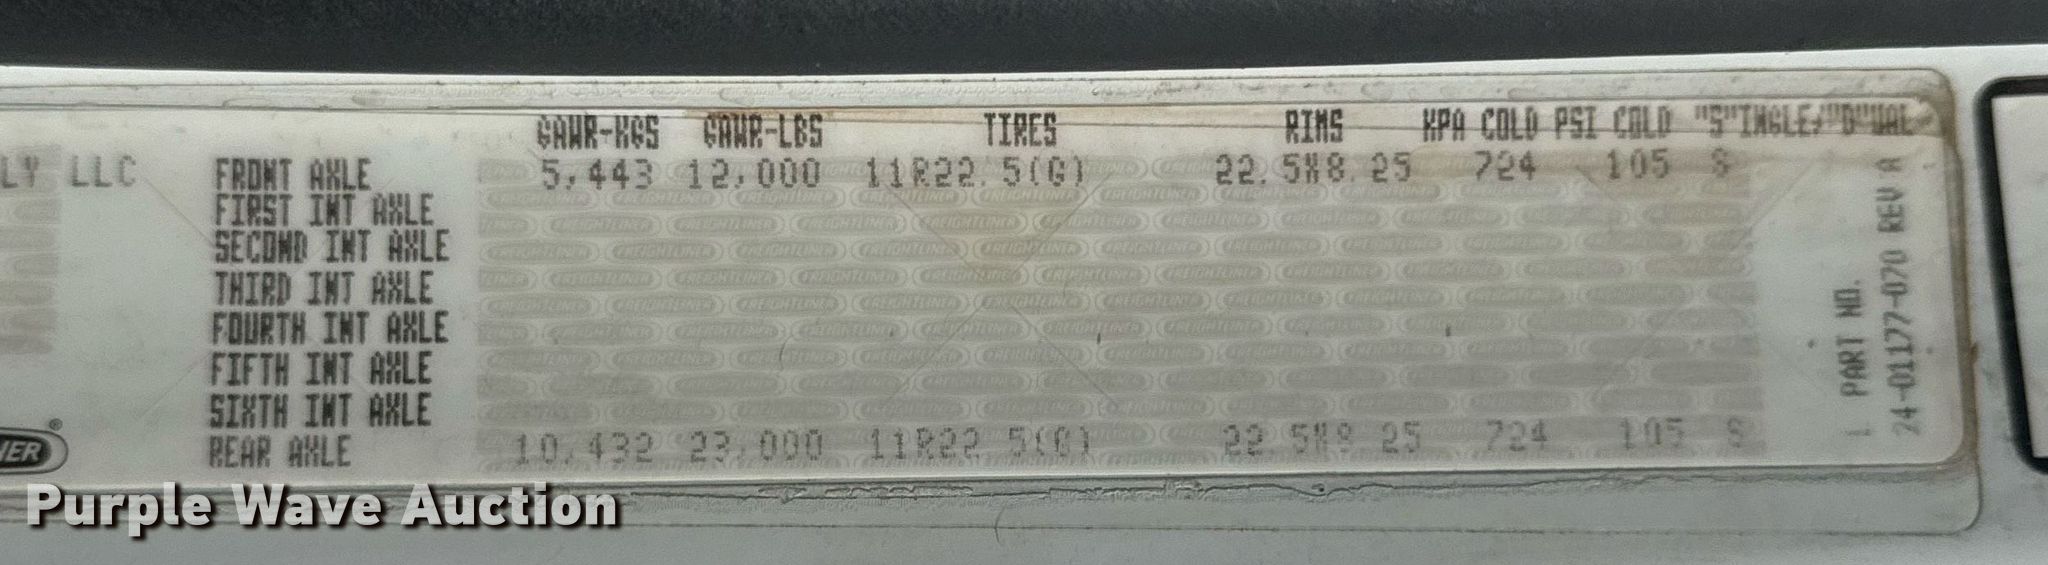 GAWR-KGS GAWR-LBS TIRES RIMS KPA COLD PSI COLD "S"INGLE/"D"UAL
LY LLC
FRONT AXLE 5,443 12,000 11R22.5(G) 22.5X8.25 724 105 S
FIRST INT AXLE
SECOND INT AXLE
THIRD INT AXLE
FOURTH INT AXLE
FIFTH INT AXLE
SIXTH INT AXLE
REAR AXLE 10,432 23,000 11R22.5(G) 22.5X8.25 724 105
PART NO.
24-01177-070 REV A
NER®
Purple Wave Auction
FREIGHTLINER